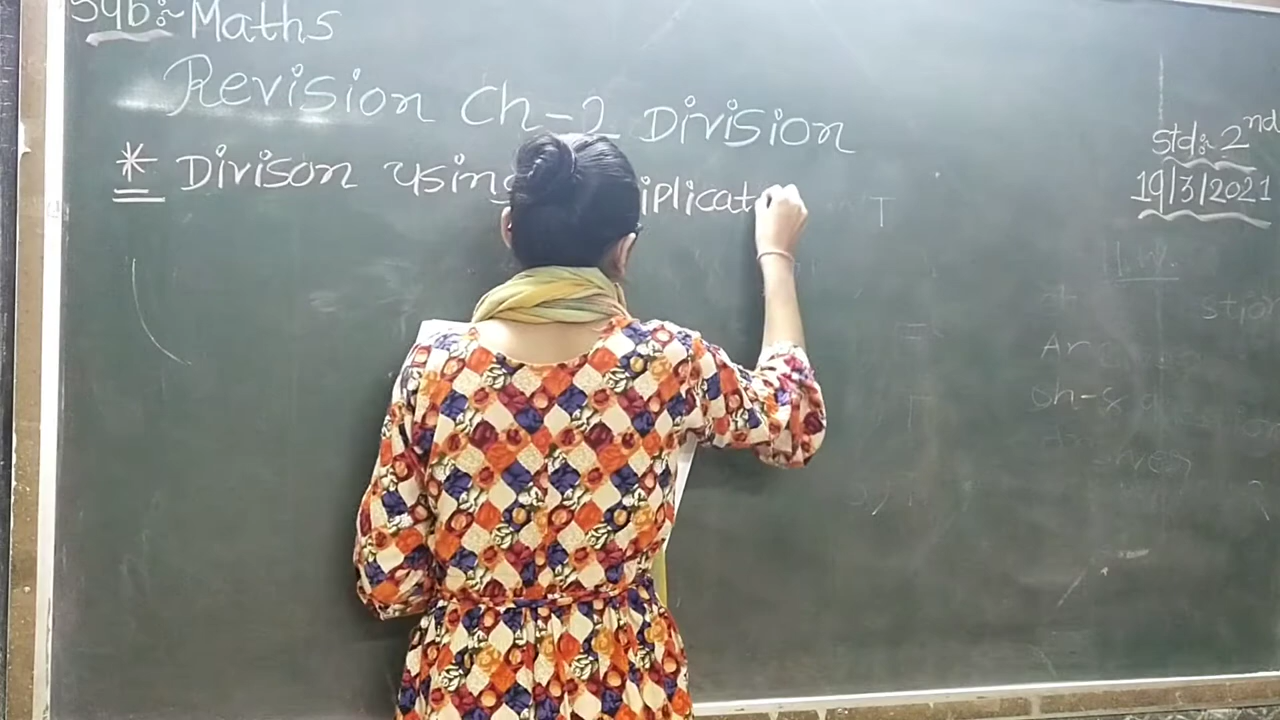 Sub:~ Maths
Revision Ch-2 Division
* Divison using iplicat
Std:~ 2nd
19/3/2021